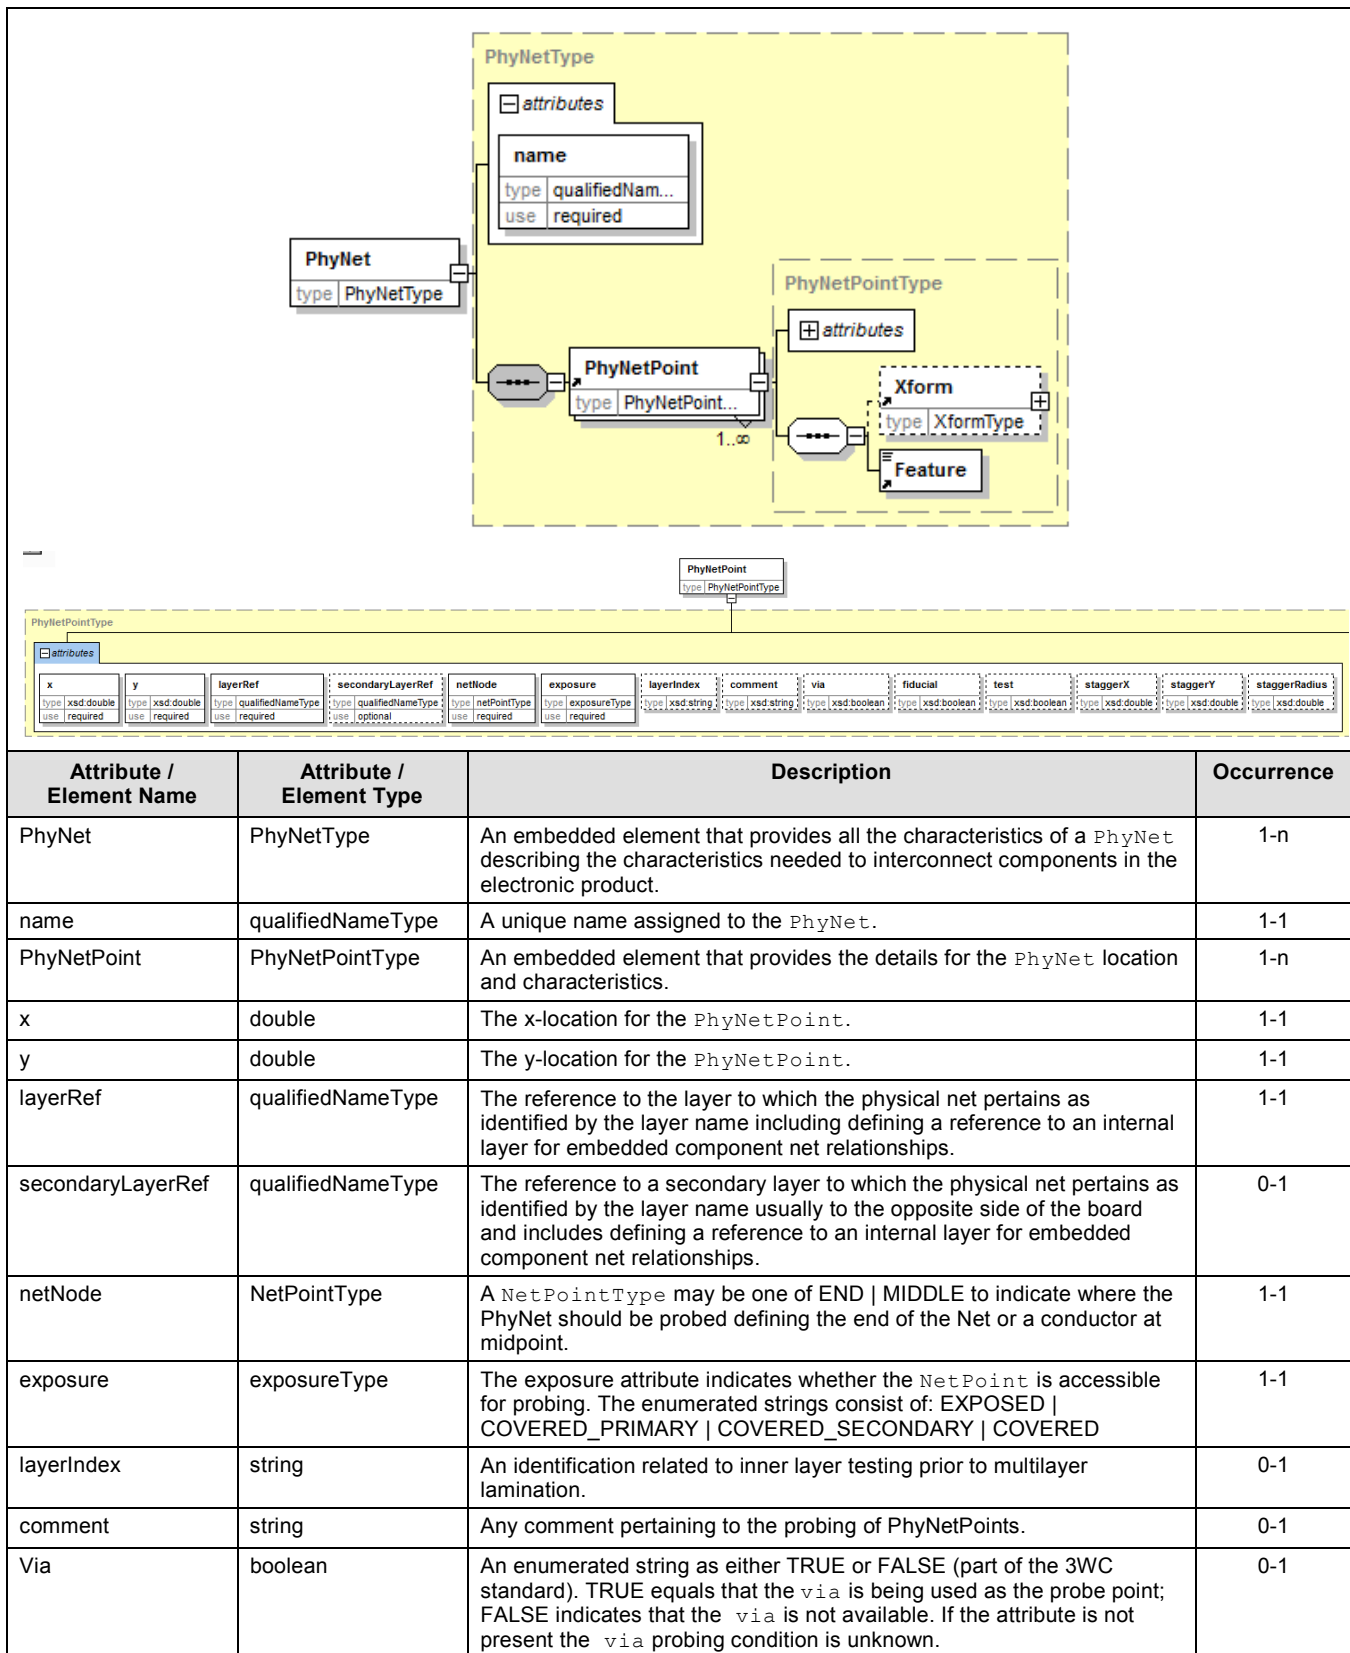 PhyNetType
attributes
name
type qualifiedNam...
use required
PhyNet
type PhyNetType
PhyNetPointType
attributes
PhyNetPoint
type PhyNetPoint...
1..∞
Xform
type XformType
Feature
PhyNetPoint
type PhyNetPointType
PhyNetPointType
attributes
x y layerRef secondaryLayerRef netNode exposure layerIndex comment via fiducial test staggerX staggerY staggerRadius
type xsd:double type xsd:double type qualifiedNameType type qualifiedNameType type netPointType type exposureType type xsd:string type xsd:string type xsd:boolean type xsd:boolean type xsd:boolean type xsd:double type xsd:double type xsd:double
use required use required use required use optional use required use required
Attribute / Attribute / Description Occurrence
Element Name Element Type
PhyNet PhyNetType An embedded element that provides all the characteristics of a PhyNet 1-n
describing the characteristics needed to interconnect components in the
electronic product.
name qualifiedNameType A unique name assigned to the PhyNet. 1-1
PhyNetPoint PhyNetPointType An embedded element that provides the details for the PhyNet location 1-n
and characteristics.
x double The x-location for the PhyNetPoint. 1-1
y double The y-location for the PhyNetPoint. 1-1
layerRef qualifiedNameType The reference to the layer to which the physical net pertains as 1-1
identified by the layer name including defining a reference to an internal
layer for embedded component net relationships.
secondaryLayerRef qualifiedNameType The reference to a secondary layer to which the physical net pertains as 0-1
identified by the layer name usually to the opposite side of the board
and includes defining a reference to an internal layer for embedded
component net relationships.
netNode NetPointType A NetPointType may be one of END | MIDDLE to indicate where the 1-1
PhyNet should be probed defining the end of the Net or a conductor at
midpoint.
exposure exposureType The exposure attribute indicates whether the NetPoint is accessible 1-1
for probing. The enumerated strings consist of: EXPOSED |
COVERED_PRIMARY | COVERED_SECONDARY | COVERED
layerIndex string An identification related to inner layer testing prior to multilayer 0-1
lamination.
comment string Any comment pertaining to the probing of PhyNetPoints. 0-1
Via boolean An enumerated string as either TRUE or FALSE (part of the 3WC 0-1
standard). TRUE equals that the via is being used as the probe point;
FALSE indicates that the via is not available. If the attribute is not
present the via probing condition is unknown.